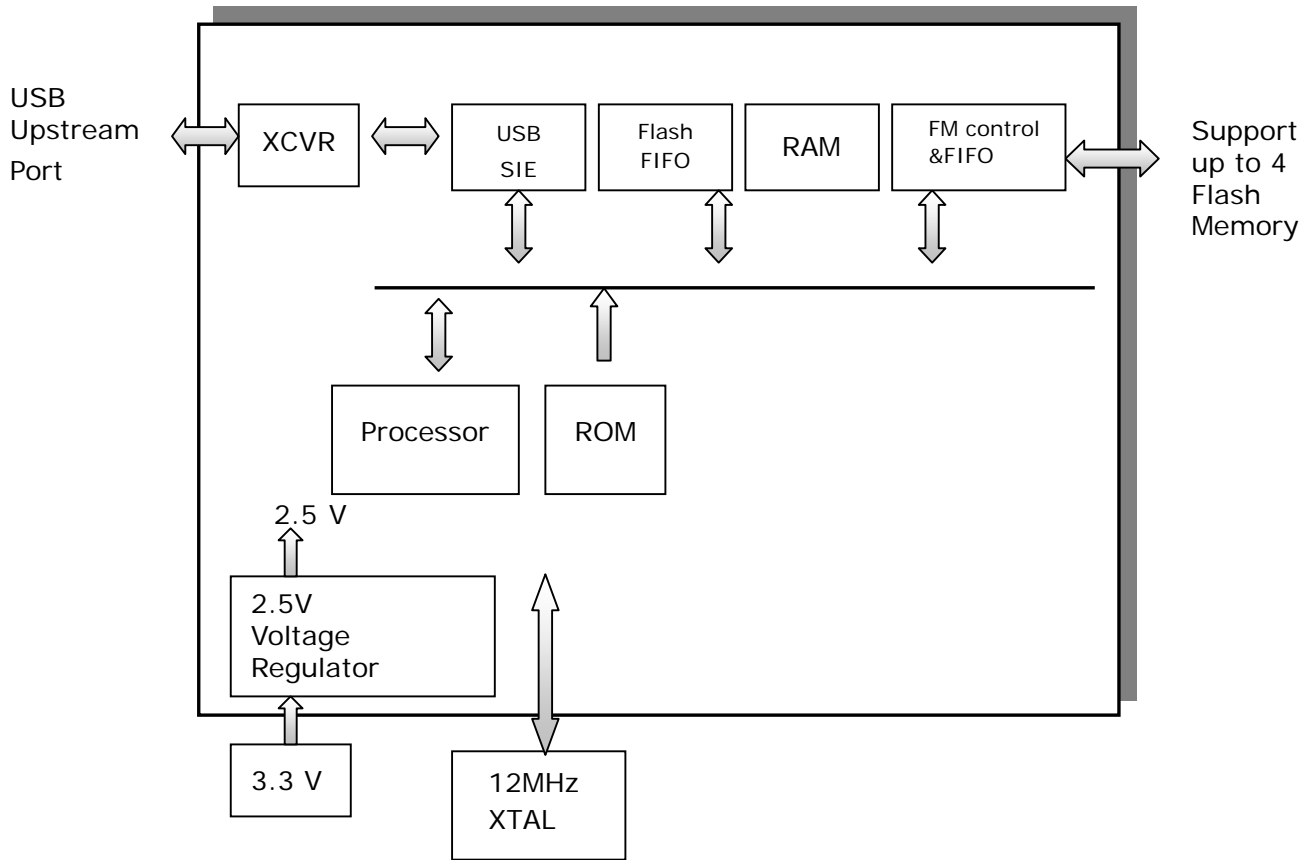 USB
Upstream
Port
XCVR
USB
SIE
Flash
FIFO
RAM
FM control
&FIFO
Support
up to 4
Flash
Memory
Processor
ROM
2.5 V
2.5V
Voltage
Regulator
3.3 V
12MHz
XTAL